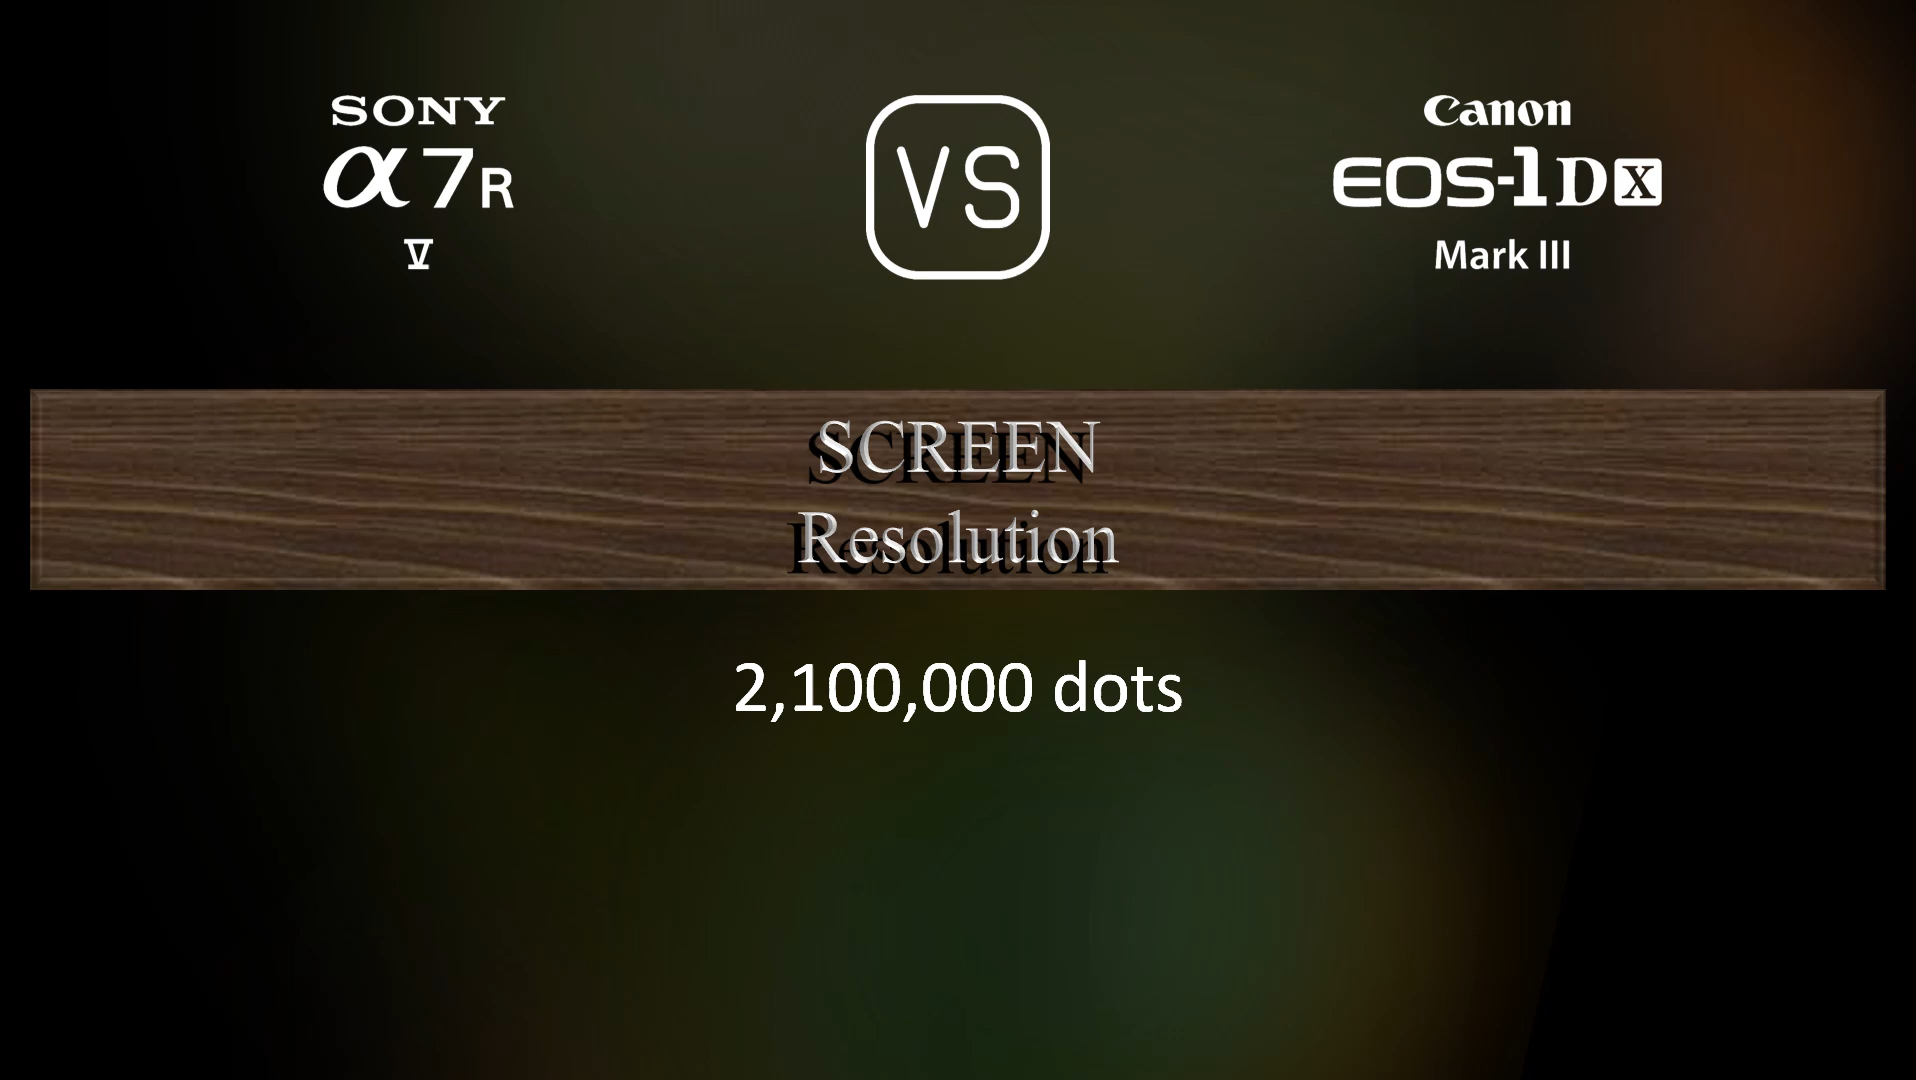 SONY
α7R
V
VS
Canon
EOS-1DX
Mark III
SCREEN
Resolution
2,100,000 dots